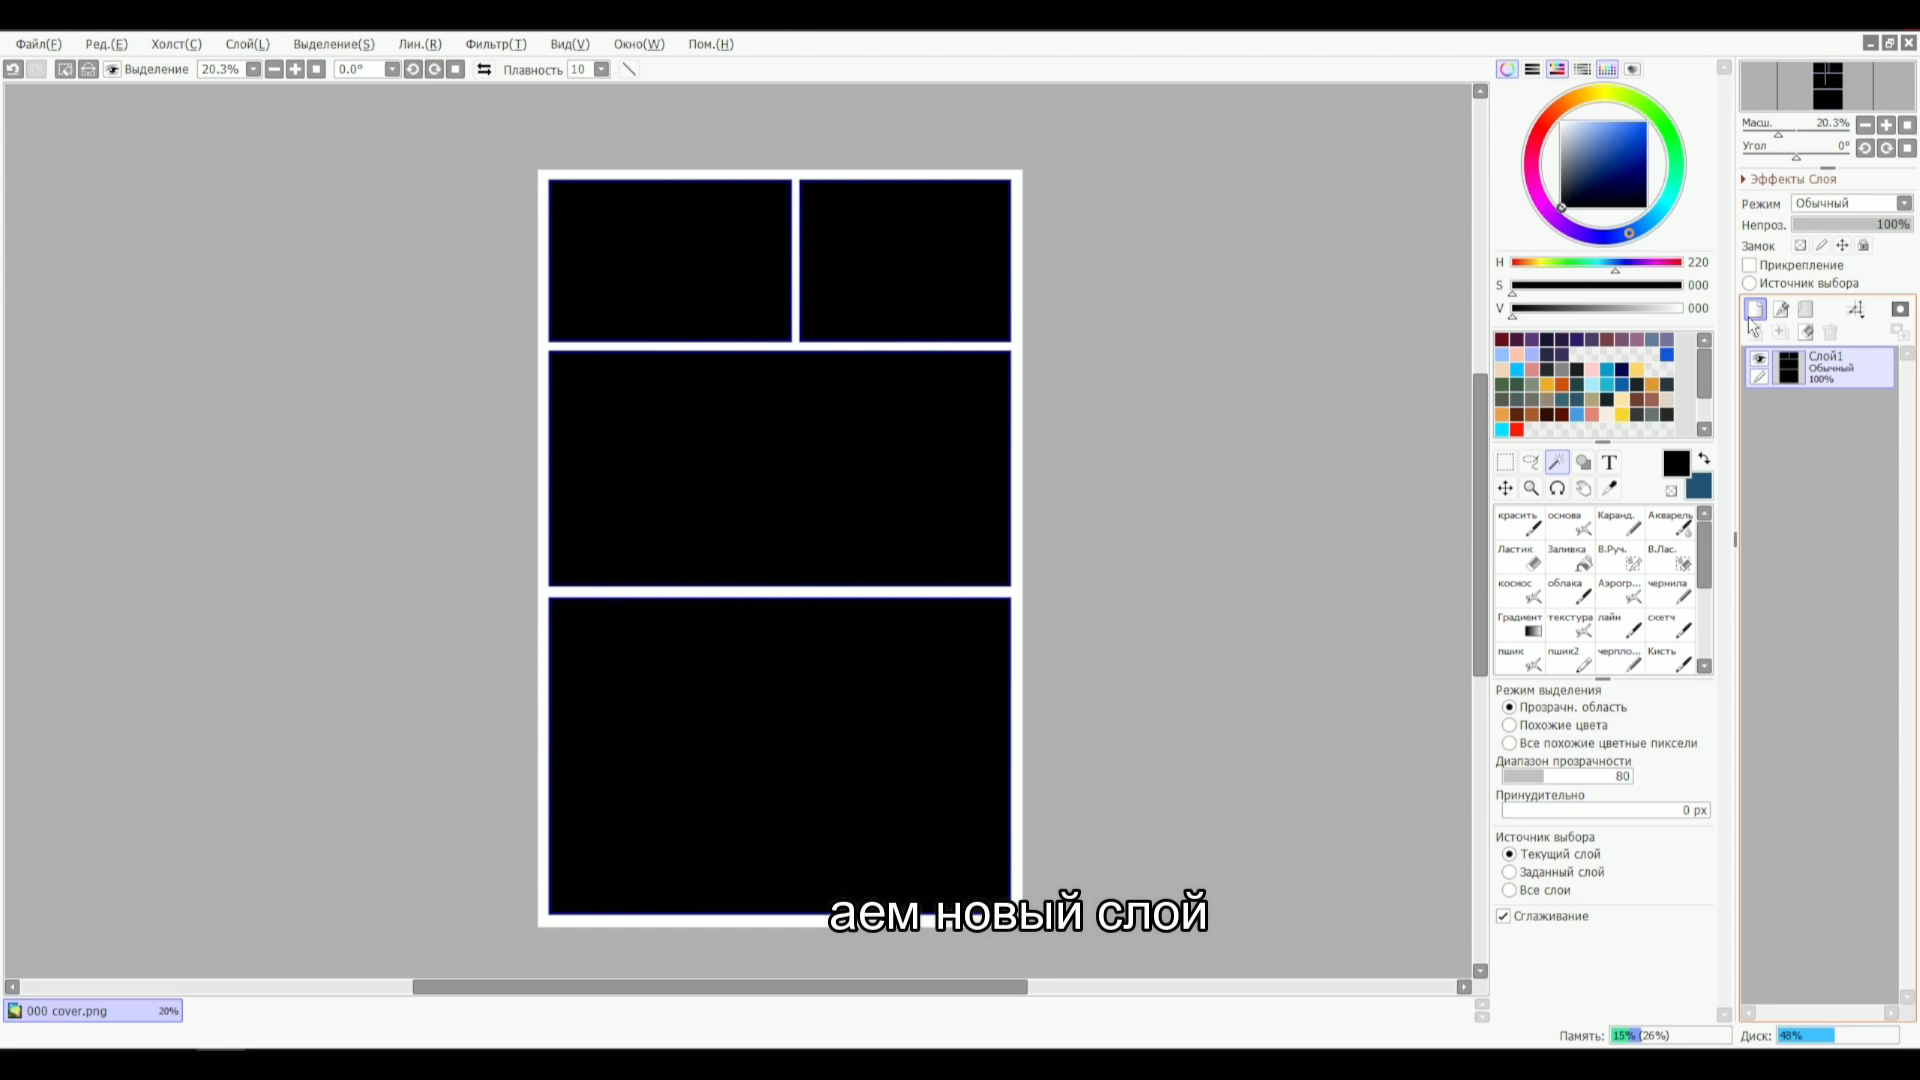 Файл(F) Ред.(E) Холст(C) Слой(L) Выделение(S) Лин.(R) Фильтр(T) Вид(V) Окно(W) Пом.(H)
Выделение 20.3% 0.0° Плавность 10
Масш. 20.3%
Угол 0°
Эффекты Слоя
Режим Обычный
Непроз. 100%
Замок
Прикрепление
Источник выбора
Слой1
Обычный
100%
H 220
S 000
V 000
T
красить основа Каранд. Акварель
Ластик Заливка В.Руч. В.Лас.
космос облака Аэрогр... чернила
Градиент текстура лайн скетч
пшик пшик2 черпло... Кисть
Режим выделения
Прозрачн. область
Похожие цвета
Все похожие цветные пиксели
Диапазон прозрачности
80
Принудительно
0 px
Источник выбора
Текущий слой
Заданный слой
Все слои
Сглаживание
аем новый слой
000 cover.png 20%
Память: 15% (26%) Диск: 48%